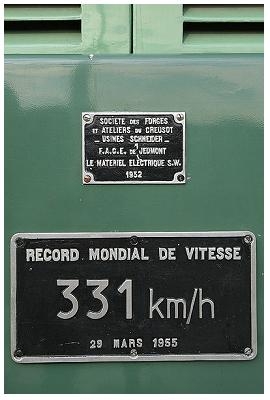 SOCIETE DES FORGES
ET ATELIERS DU CREUSOT
- USINES SCHNEIDER -
F.A.C.E. DE JEUMONT
LE MATERIEL ELECTRIQUE S.W.
1952
RECORD MONDIAL DE VITESSE
331 km/h
29 MARS 1955